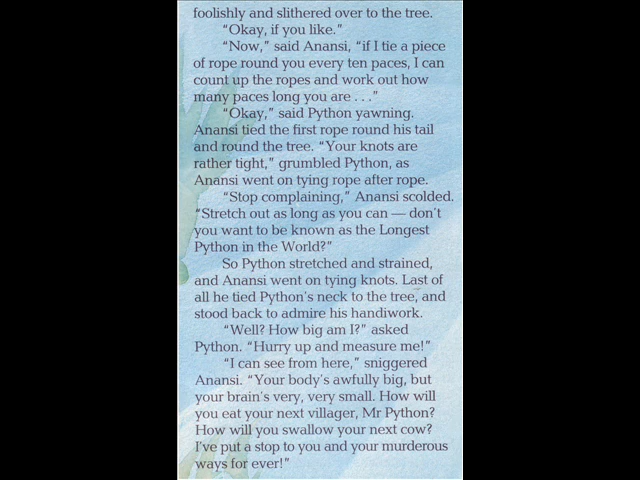 foolishly and slithered over to the tree.
“Okay, if you like.”
“Now,” said Anansi, “if I tie a piece
of rope round you every ten paces, I can
count up the ropes and work out how
many paces long you are . . .”
“Okay,” said Python yawning.
Anansi tied the first rope round his tail
and round the tree. “Your knots are
rather tight,” grumbled Python, as
Anansi went on tying rope after rope.
“Stop complaining,” Anansi scolded.
“Stretch out as long as you can — don’t
you want to be known as the Longest
Python in the World?”
So Python stretched and strained,
and Anansi went on tying knots. Last of
all he tied Python’s neck to the tree, and
stood back to admire his handiwork.
“Well? How big am I?” asked
Python. “Hurry up and measure me!”
“I can see from here,” sniggered
Anansi. “Your body’s awfully big, but
your brain’s very, very small. How will
you eat your next villager, Mr Python?
How will you swallow your next cow?
I’ve put a stop to you and your murderous
ways for ever!”